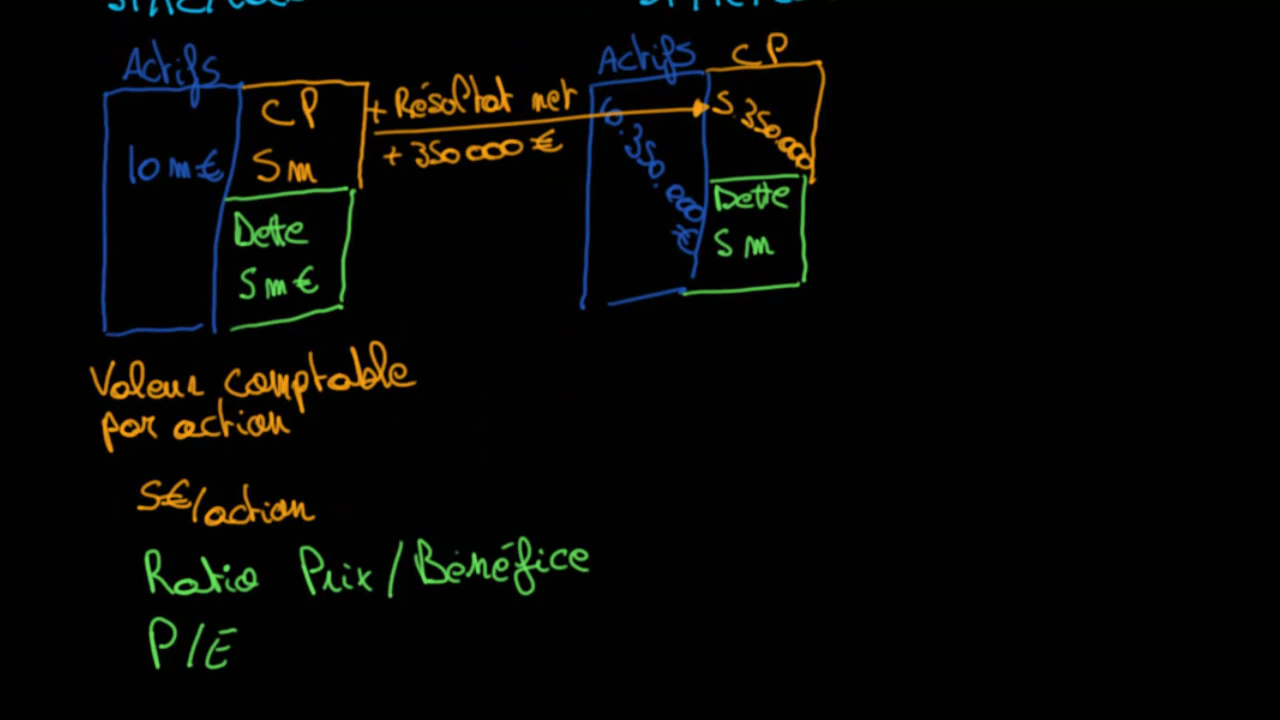 Actifs
CP
10 m €
5 m
Dette
5 m €
+ Résultat net
+ 350 000 €
Actifs
CP
5.350.000
6.350.000
€
Dette
5 m
Valeur comptable
par action
5€/action
Ratio Prix/Bénéfice
P/E